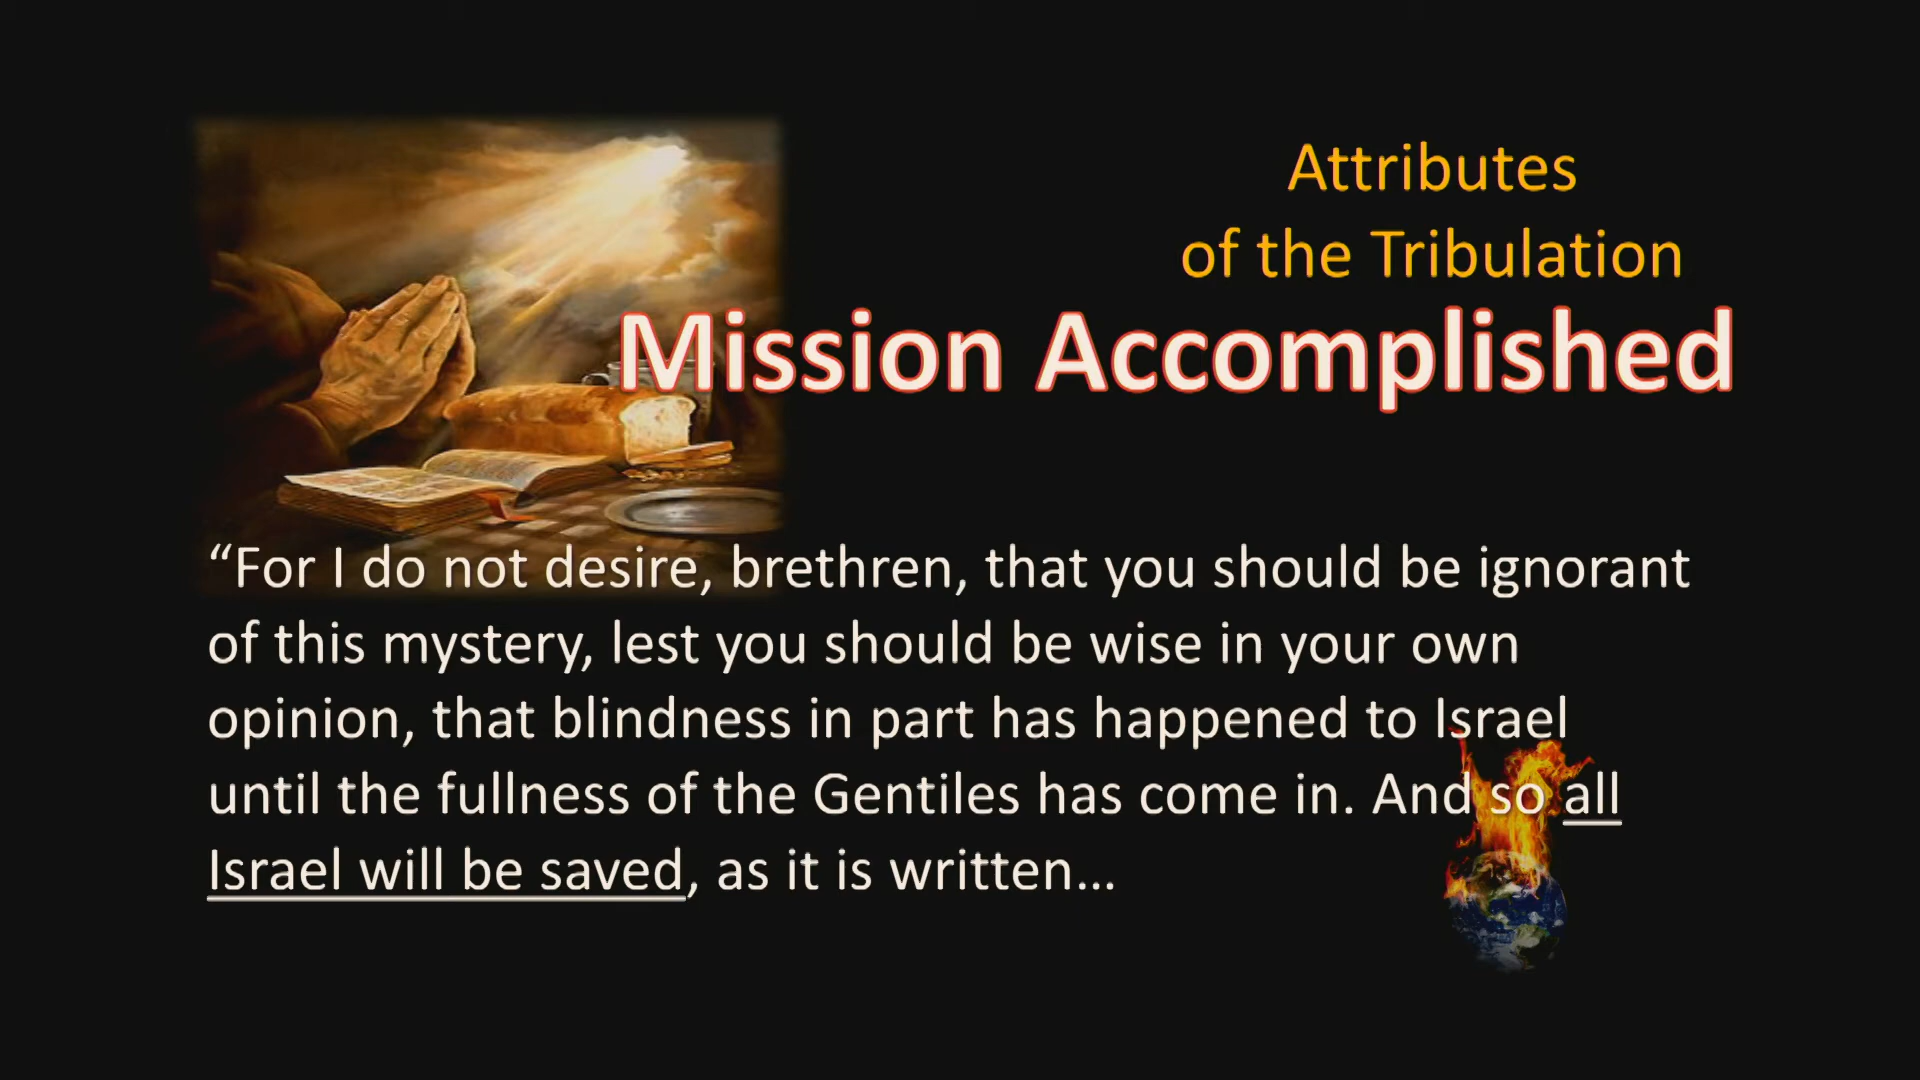 Attributes
of the Tribulation
Mission Accomplished
“For I do not desire, brethren, that you should be ignorant
of this mystery, lest you should be wise in your own
opinion, that blindness in part has happened to Israel
until the fullness of the Gentiles has come in. And so all
Israel will be saved, as it is written...